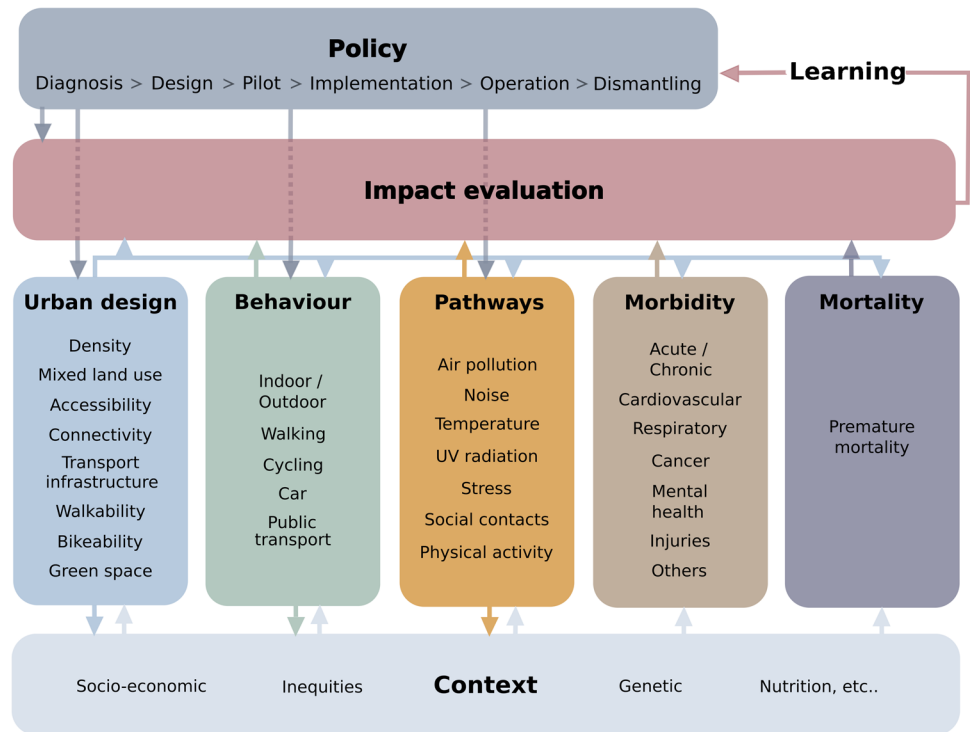 Policy
Diagnosis > Design > Pilot > Implementation > Operation > Dismantling
Learning
Impact evaluation
Urban design
Density
Mixed land use
Accessibility
Connectivity
Transport
infrastructure
Walkability
Bikeability
Green space
Behaviour
Indoor /
Outdoor
Walking
Cycling
Car
Public
transport
Pathways
Air pollution
Noise
Temperature
UV radiation
Stress
Social contacts
Physical activity
Morbidity
Acute /
Chronic
Cardiovascular
Respiratory
Cancer
Mental
health
Injuries
Others
Mortality
Premature
mortality
Socio-economic Inequities Context Genetic Nutrition, etc..